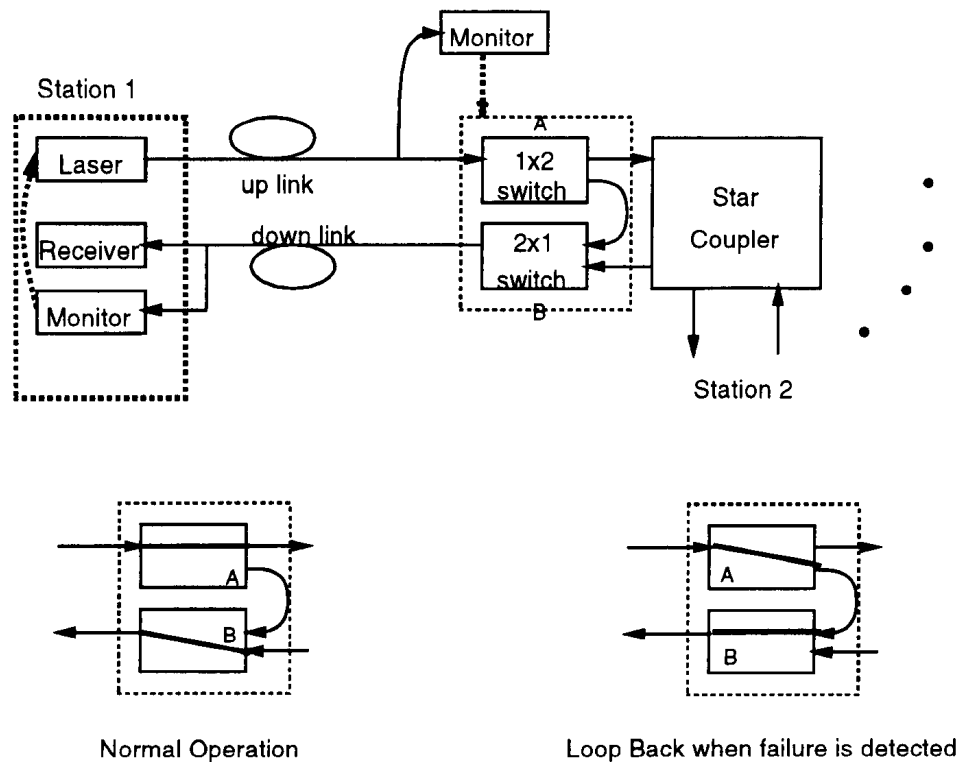 Monitor
Station 1
A
Laser
1x2
switch
up link
Star
Coupler
Receiver
down link
2x1
switch
Monitor
B
Station 2
A
B
A
B
Normal Operation
Loop Back when failure is detected